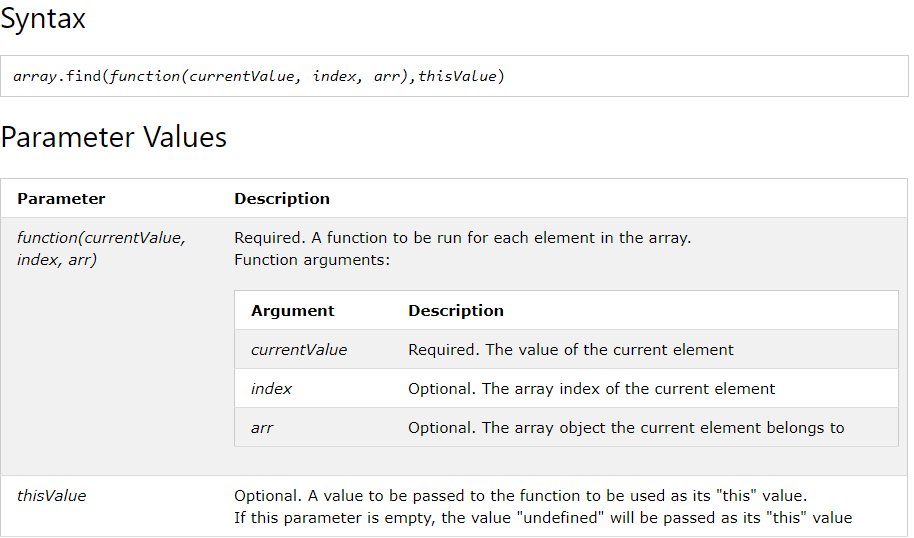 Syntax
array.find(function(currentValue, index, arr),thisValue)
Parameter Values
Parameter Description
function(currentValue, Required. A function to be run for each element in the array.
index, arr) Function arguments:
Argument Description
currentValue Required. The value of the current element
index Optional. The array index of the current element
arr Optional. The array object the current element belongs to
thisValue Optional. A value to be passed to the function to be used as its "this" value.
If this parameter is empty, the value "undefined" will be passed as its "this" value